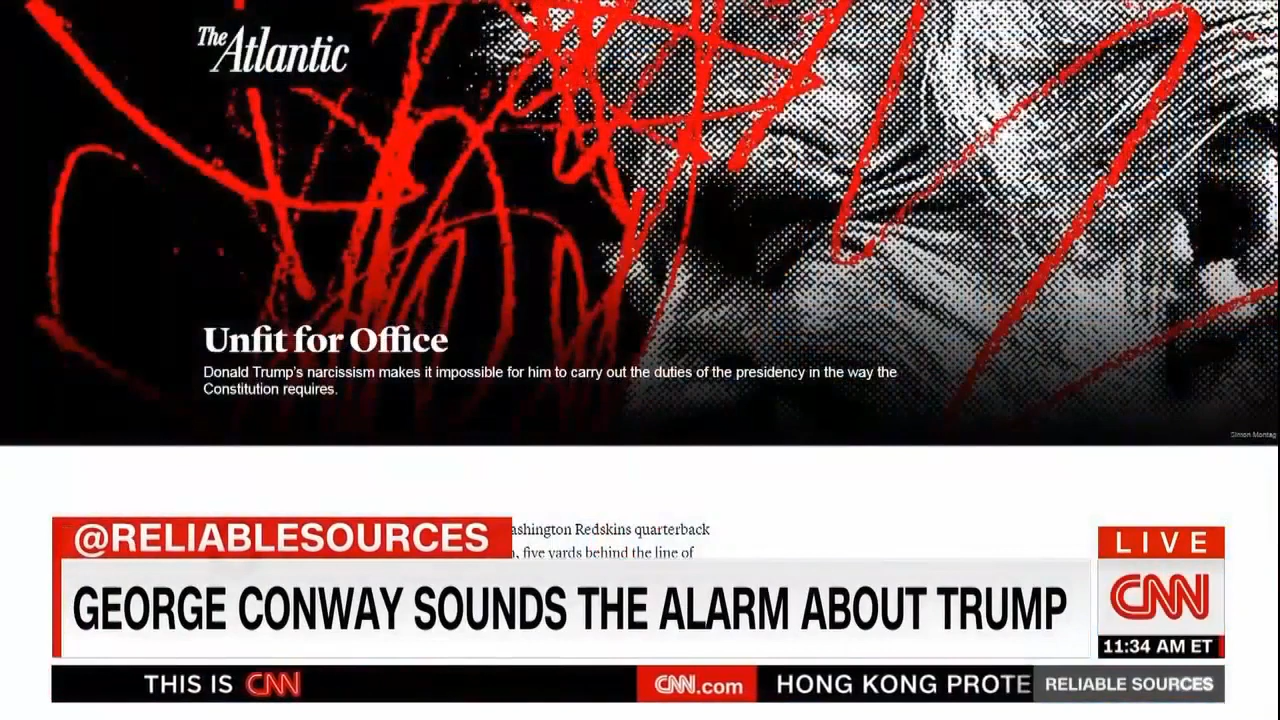 The Atlantic
Unfit for Office
Donald Trump's narcissism makes it impossible for him to carry out the duties of the presidency in the way the
Constitution requires.
Simon Montag
@RELIABLESOURCES
ashington Redskins quarterback
, five yards behind the line of
LIVE
GEORGE CONWAY SOUNDS THE ALARM ABOUT TRUMP
CNN
11:34 AM ET
THIS IS CNN
CNN.com
HONG KONG PROTE
RELIABLE SOURCES